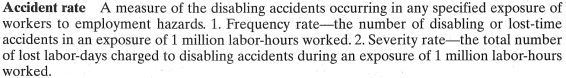 Accident rate A measure of the disabling accidents occurring in any specified exposure of
workers to employment hazards. 1. Frequency rate—the number of disabling or lost-time
accidents in an exposure of 1 million labor-hours worked. 2. Severity rate—the total number
of lost labor-days charged to disabling accidents during an exposure of 1 million labor-hours
worked.